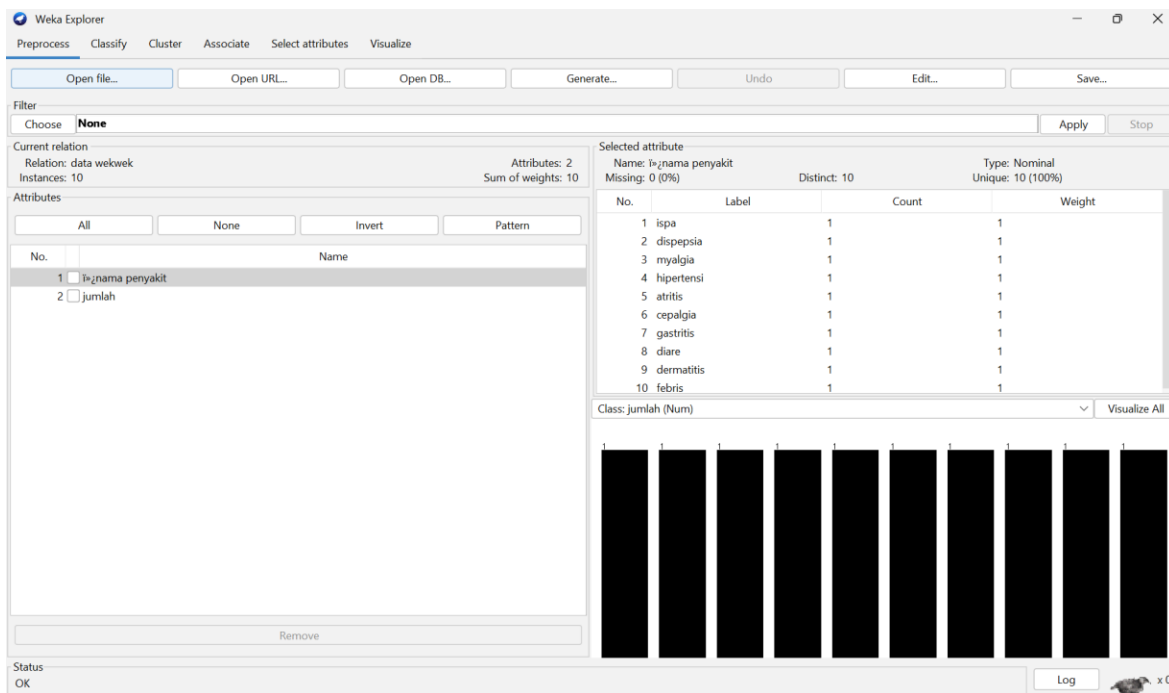 Weka Explorer
Preprocess Classify Cluster Associate Select attributes Visualize
Open file... Open URL... Open DB... Generate... Undo Edit... Save...
Filter
Choose None Apply Stop
Current relation
Relation: data wekwek Attributes: 2
Instances: 10 Sum of weights: 10
Attributes
All None Invert Pattern
No. Name
1 ï»¿nama penyakit
2 jumlah
Remove
Selected attribute
Name: ï»¿nama penyakit Type: Nominal
Missing: 0 (0%) Distinct: 10 Unique: 10 (100%)
No. Label Count Weight
1 ispa 1 1
2 dispepsia 1 1
3 myalgia 1 1
4 hipertensi 1 1
5 atritis 1 1
6 cepalgia 1 1
7 gastritis 1 1
8 diare 1 1
9 dermatitis 1 1
10 febris 1 1
Class: jumlah (Num) Visualize All
1 1 1 1 1 1 1 1 1 1
Status
OK
Log x 0